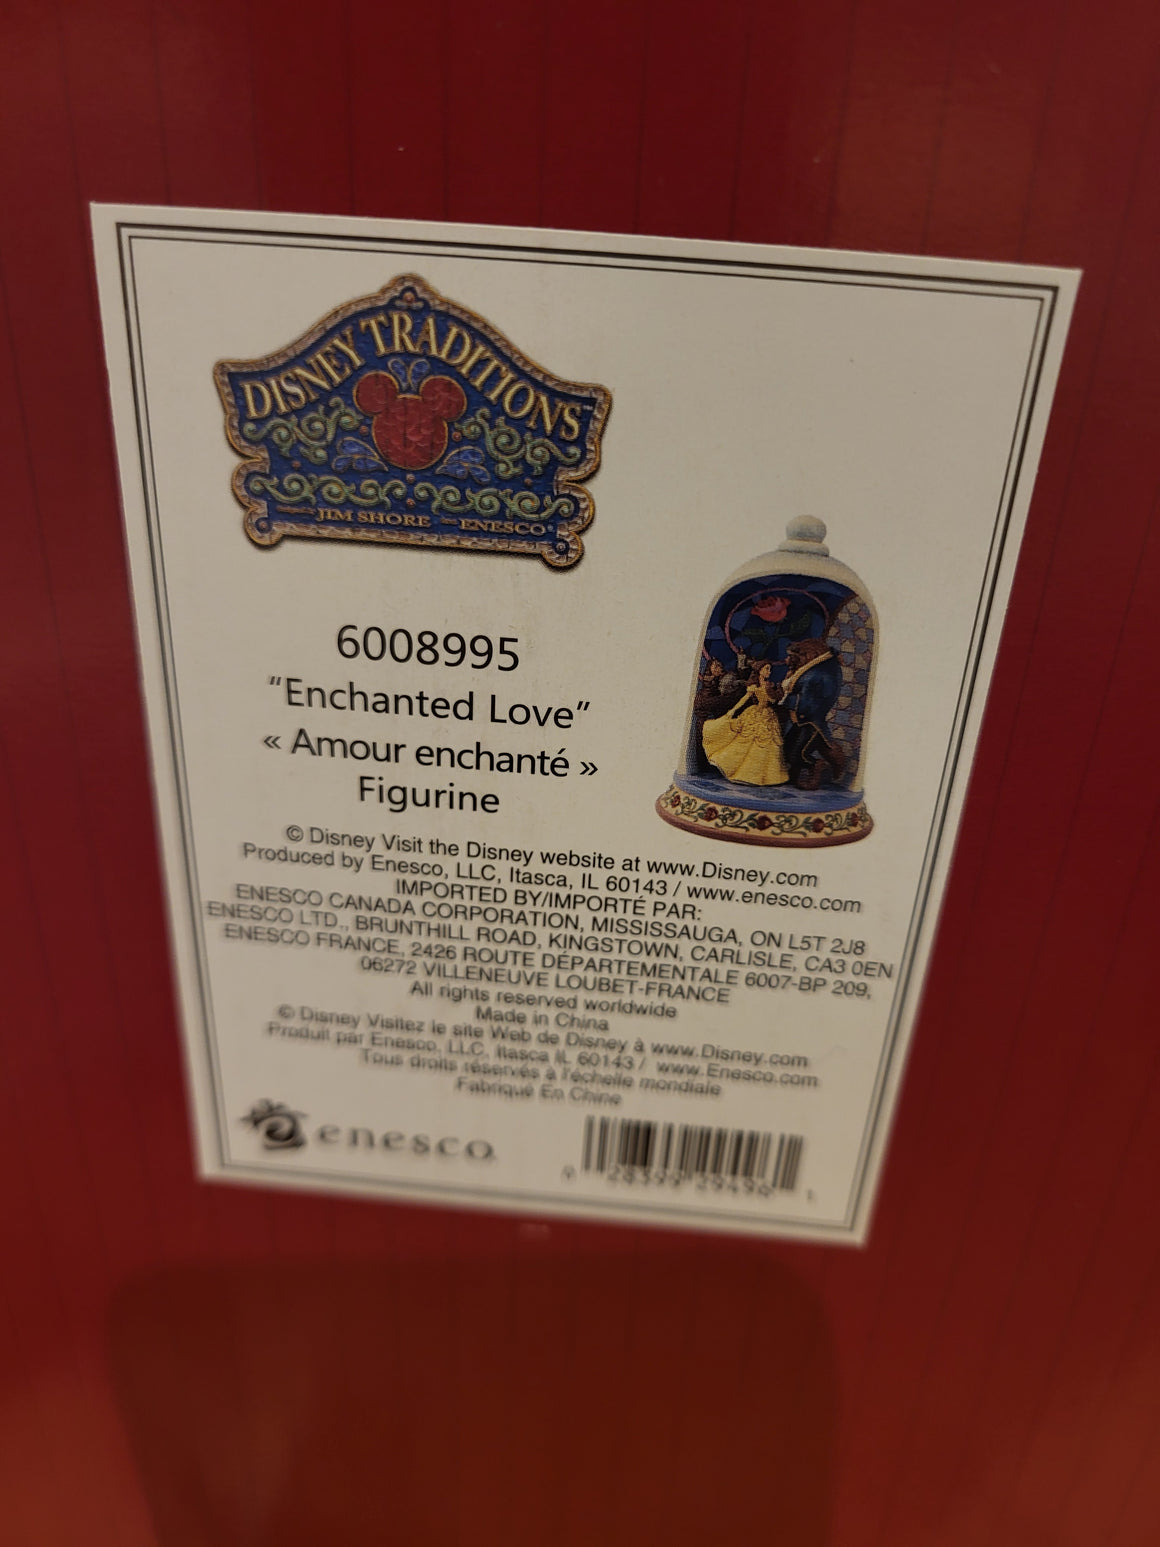 DISNEY TRADITIONS
JIM SHORE ENESCO®
6008995
"Enchanted Love"
« Amour enchanté »
Figurine
© Disney Visit the Disney website at www.Disney.com
Produced by Enesco, LLC, Itasca, IL 60143 / www.enesco.com
IMPORTED BY/IMPORTÉ PAR:
ENESCO CANADA CORPORATION, MISSISSAUGA, ON L5T 2J8
ENESCO LTD., BRUNTHILL ROAD, KINGSTOWN, CARLISLE, CA3 0EN
ENESCO FRANCE, 2426 ROUTE DÉPARTEMENTALE 6007-BP 209,
06272 VILLENEUVE LOUBET-FRANCE
All rights reserved worldwide
Made in China
© Disney Visitez le site Web de Disney à www.Disney.com
Produit par Enesco, LLC, Itasca IL 60143 / www.Enesco.com
Tous droits réservés à l'échelle mondiale
Fabriqué En Chine
enesco